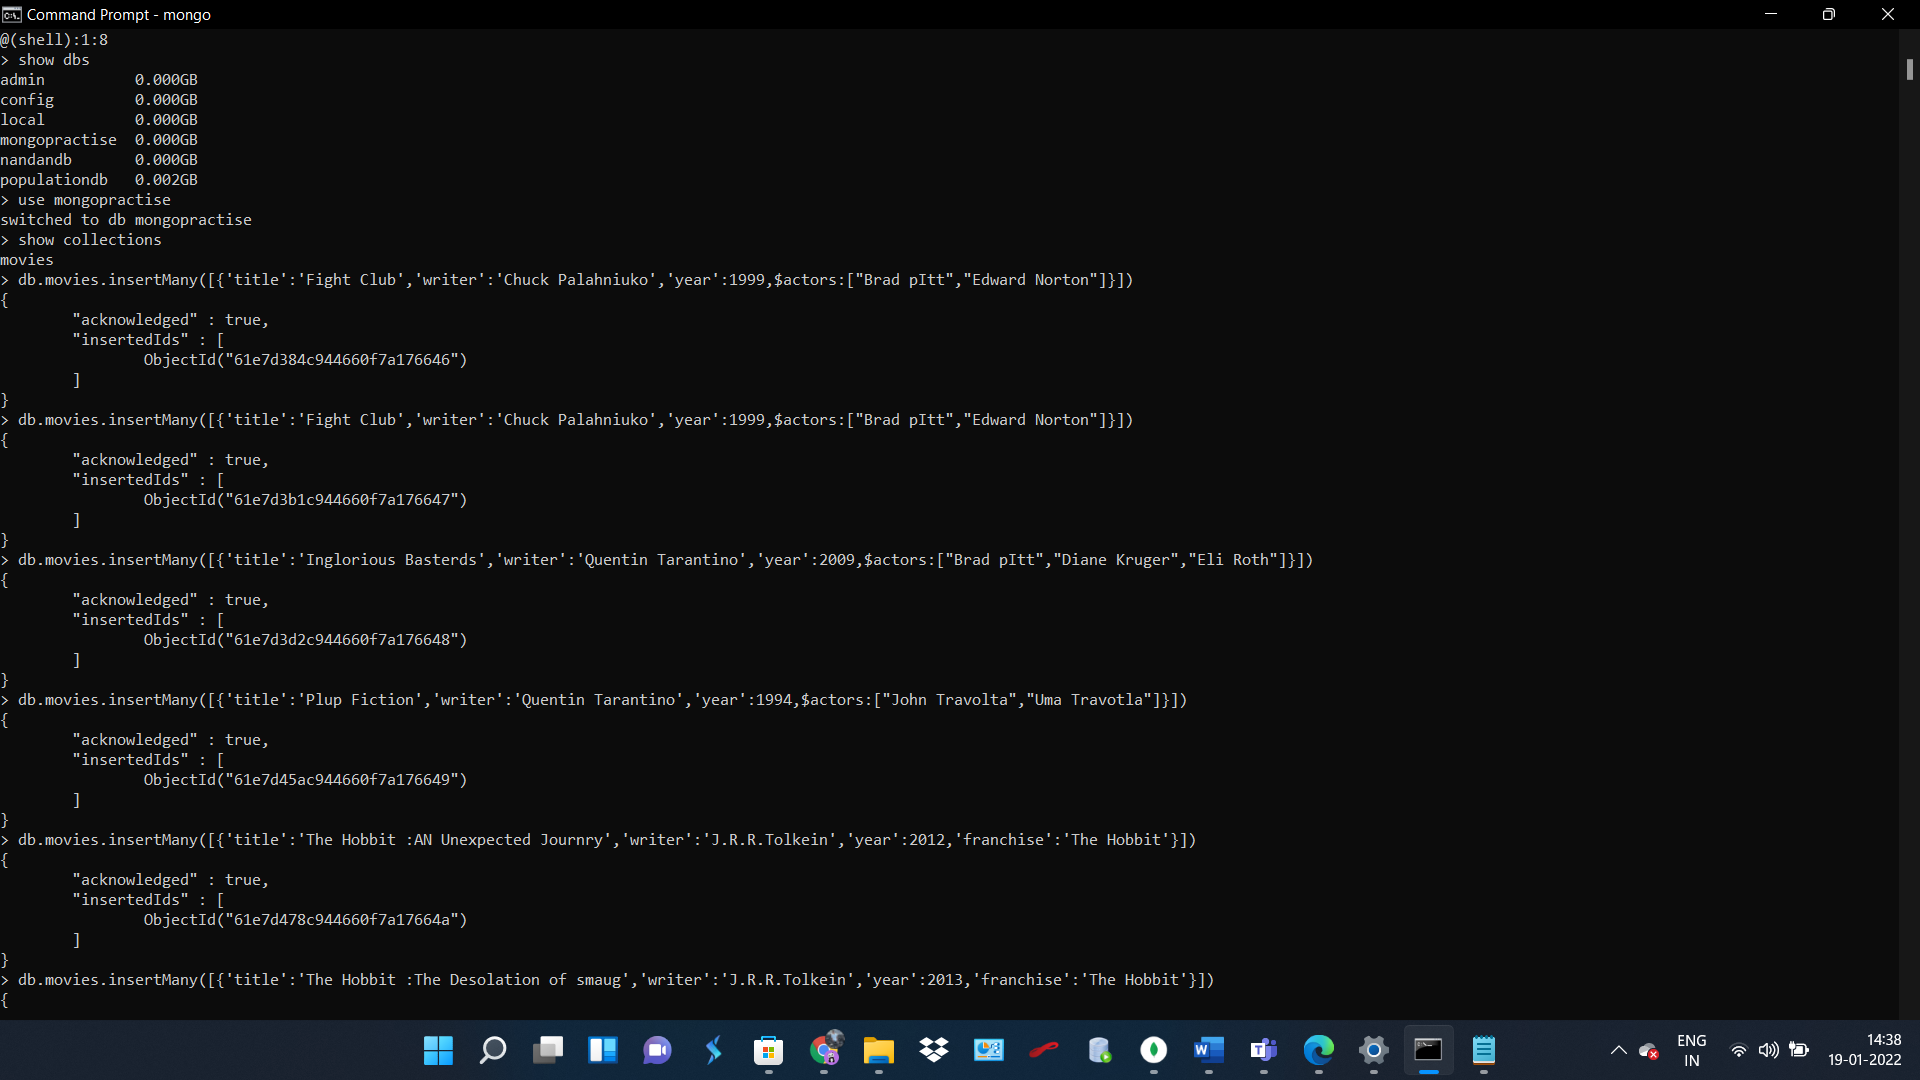 Command Prompt - mongo
@(shell):1:8
> show dbs
admin          0.000GB
config         0.000GB
local          0.000GB
mongopractise  0.000GB
nandandb       0.000GB
populationdb   0.002GB
> use mongopractise
switched to db mongopractise
> show collections
movies
> db.movies.insertMany([{'title':'Fight Club','writer':'Chuck Palahniuko','year':1999,$actors:["Brad pItt","Edward Norton"]}])
{
        "acknowledged" : true,
        "insertedIds" : [
                ObjectId("61e7d384c944660f7a176646")
        ]
}
> db.movies.insertMany([{'title':'Fight Club','writer':'Chuck Palahniuko','year':1999,$actors:["Brad pItt","Edward Norton"]}])
{
        "acknowledged" : true,
        "insertedIds" : [
                ObjectId("61e7d3b1c944660f7a176647")
        ]
}
> db.movies.insertMany([{'title':'Inglorious Basterds','writer':'Quentin Tarantino','year':2009,$actors:["Brad pItt","Diane Kruger","Eli Roth"]}])
{
        "acknowledged" : true,
        "insertedIds" : [
                ObjectId("61e7d3d2c944660f7a176648")
        ]
}
> db.movies.insertMany([{'title':'Plup Fiction','writer':'Quentin Tarantino','year':1994,$actors:["John Travolta","Uma Travotla"]}])
{
        "acknowledged" : true,
        "insertedIds" : [
                ObjectId("61e7d45ac944660f7a176649")
        ]
}
> db.movies.insertMany([{'title':'The Hobbit :AN Unexpected Journry','writer':'J.R.R.Tolkein','year':2012,'franchise':'The Hobbit'}])
{
        "acknowledged" : true,
        "insertedIds" : [
                ObjectId("61e7d478c944660f7a17664a")
        ]
}
> db.movies.insertMany([{'title':'The Hobbit :The Desolation of smaug','writer':'J.R.R.Tolkein','year':2013,'franchise':'The Hobbit'}])
{
ENG
IN
14:38
19-01-2022